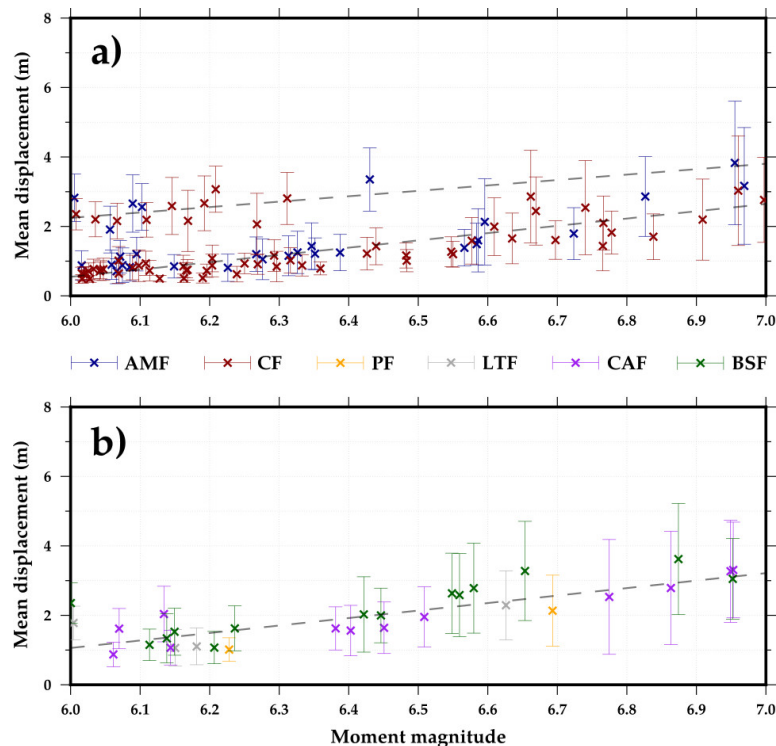 a)
Mean displacement (m)
8
6
4
2
0
6.0 6.1 6.2 6.3 6.4 6.5 6.6 6.7 6.8 6.9 7.0
AMF CF PF LTF CAF BSF
b)
Mean displacement (m)
8
6
4
2
0
6.0 6.1 6.2 6.3 6.4 6.5 6.6 6.7 6.8 6.9 7.0
Moment magnitude